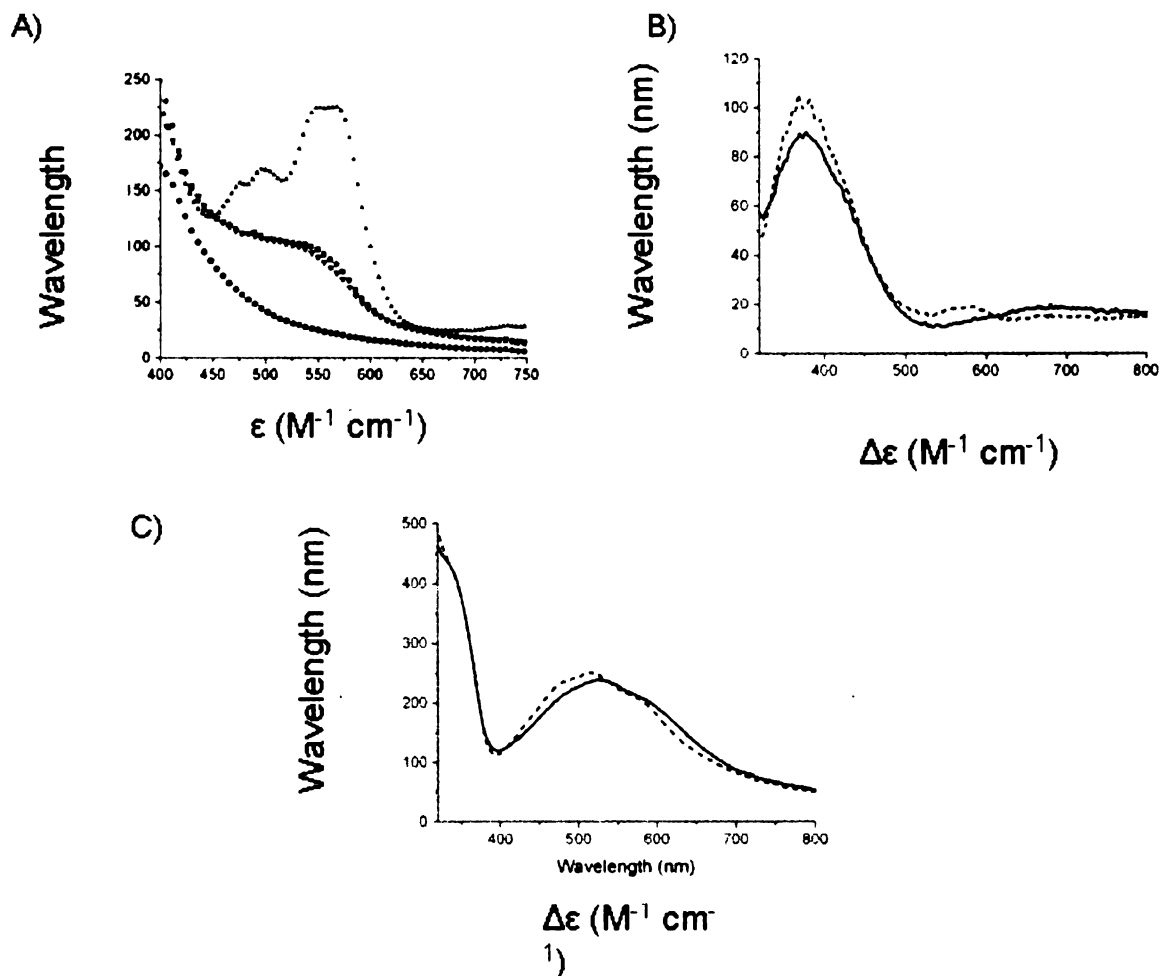 A)
B)
Wavelength
250
200
150
100
50
0
400 450 500 550 600 650 700 750
ε (M-1 cm-1)
Wavelength (nm)
120
100
80
60
40
20
0
400 500 600 700 800
Δε (M-1 cm-1)
C)
Wavelength (nm)
500
400
300
200
100
0
400 500 600 700 800
Wavelength (nm)
Δε (M-1 cm-
1)